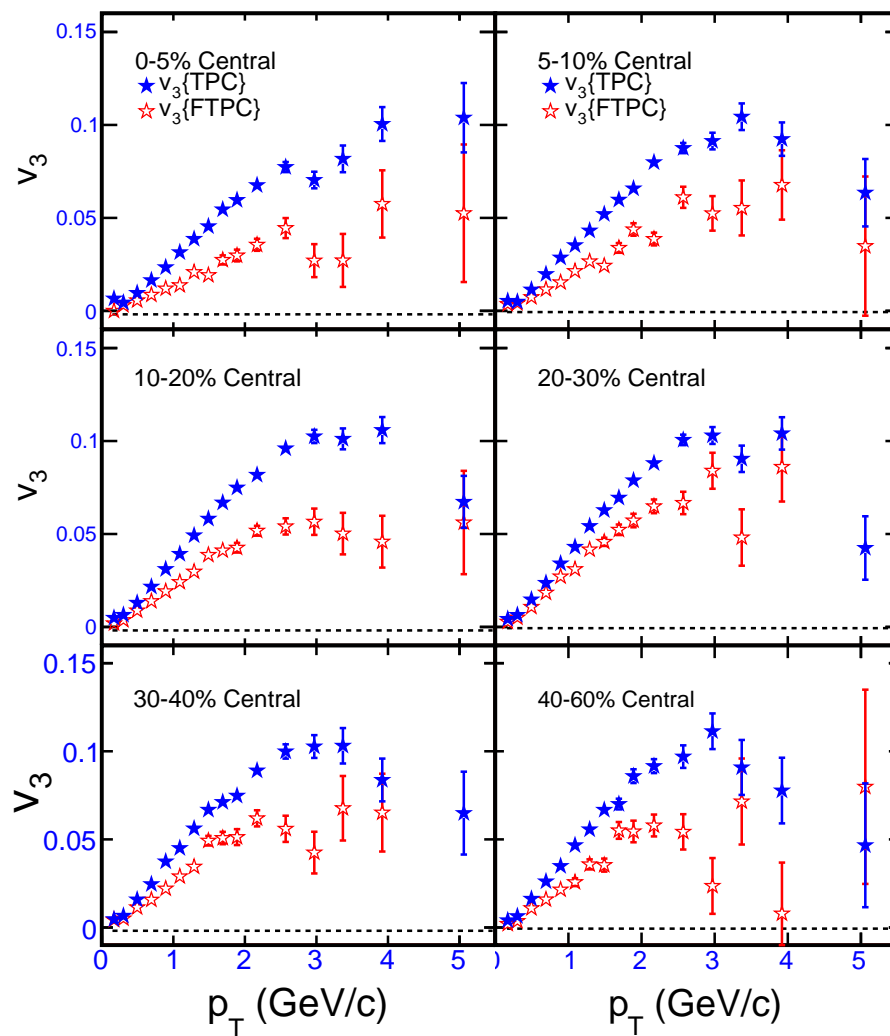 0.15
0-5% Central
5-10% Central
v3{TPC}
v3{TPC}
v3{FTPC}
v3{FTPC}
0.1
v3
0.05
0
0.15
10-20% Central
20-30% Central
0.1
v3
0.05
0
0.15
30-40% Central
40-60% Central
0.1
v3
0.05
0
0 1 2 3 4 5
0 1 2 3 4 5
pT (GeV/c)
pT (GeV/c)